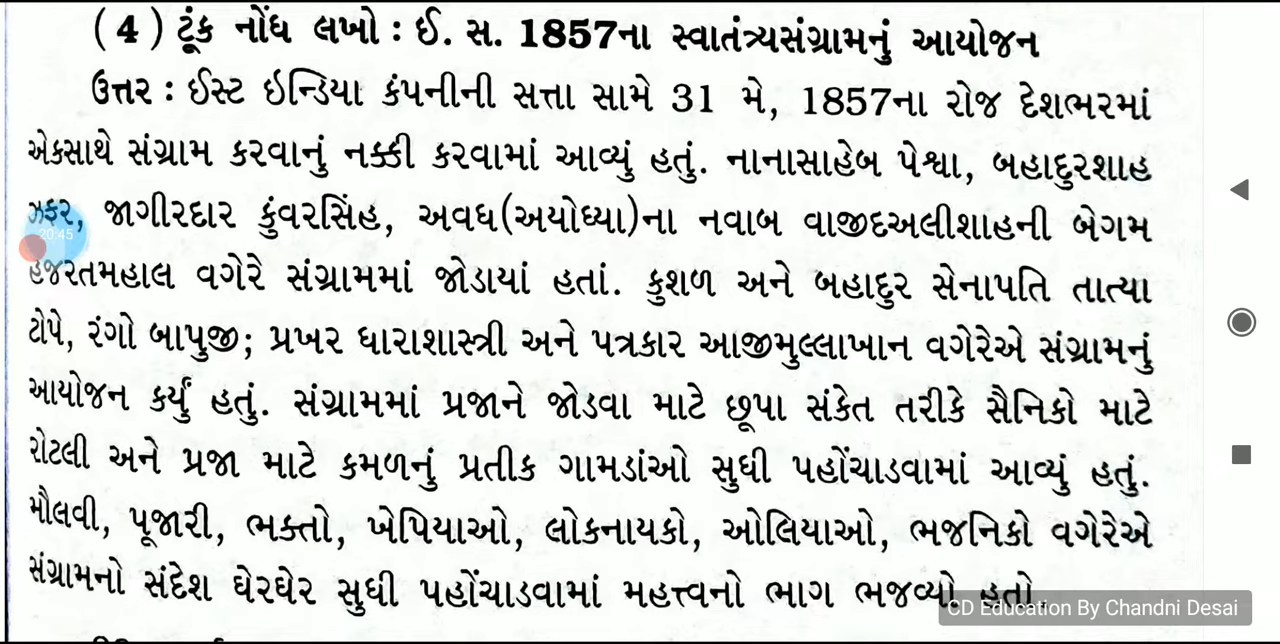 (4) ટૂંક નોંધ લખો : ઈ. સ. 1857ના સ્વાતંત્ર્યસંગ્રામનું આયોજન
ઉત્તર : ઈસ્ટ ઇન્ડિયા કંપનીની સત્તા સામે 31 મે, 1857ના રોજ દેશભરમાં
એકસાથે સંગ્રામ કરવાનું નક્કી કરવામાં આવ્યું હતું. નાનાસાહેબ પેશ્વા, બહાદુરશાહ
ઝફર, જાગીરદાર કુંવરસિંહ, અવધ(અયોધ્યા)ના નવાબ વાજીદઅલીશાહની બેગમ
20:45
હજરતમહાલ વગેરે સંગ્રામમાં જોડાયાં હતાં. કુશળ અને બહાદુર સેનાપતિ તાત્યા
ટોપે, રંગો બાપુજી; પ્રખર ધારાશાસ્ત્રી અને પત્રકાર આજીમુલ્લાખાન વગેરેએ સંગ્રામનું
આયોજન કર્યું હતું. સંગ્રામમાં પ્રજાને જોડવા માટે છૂપા સંકેત તરીકે સૈનિકો માટે
રોટલી અને પ્રજા માટે કમળનું પ્રતીક ગામડાંઓ સુધી પહોંચાડવામાં આવ્યું હતું.
મૌલવી, પૂજારી, ભક્તો, ખેપિયાઓ, લોકનાયકો, ઓલિયાઓ, ભજનિકો વગેરેએ
સંગ્રામનો સંદેશ ઘેરઘેર સુધી પહોંચાડવામાં મહત્ત્વનો ભાગ ભજવ્યો હતો.
CD Education By Chandni Desai